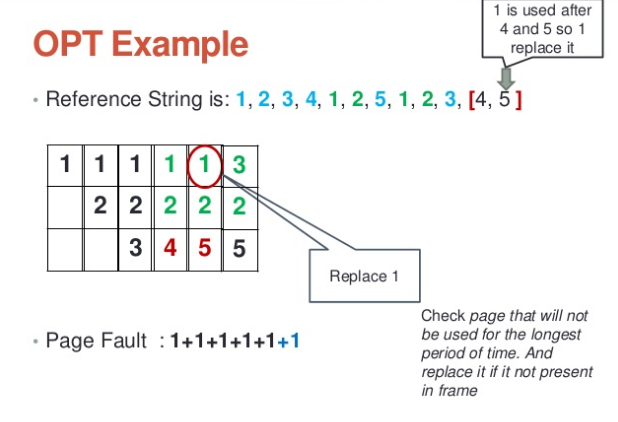 1 is used after
4 and 5 so 1
replace it
OPT Example
• Reference String is: 1, 2, 3, 4, 1, 2, 5, 1, 2, 3, [4, 5 ]
1 1 1 1 1 3
2 2 2 2 2
3 4 5 5
Replace 1
Check page that will not
be used for the longest
period of time. And
replace it if it not present
in frame
• Page Fault : 1+1+1+1+1+1